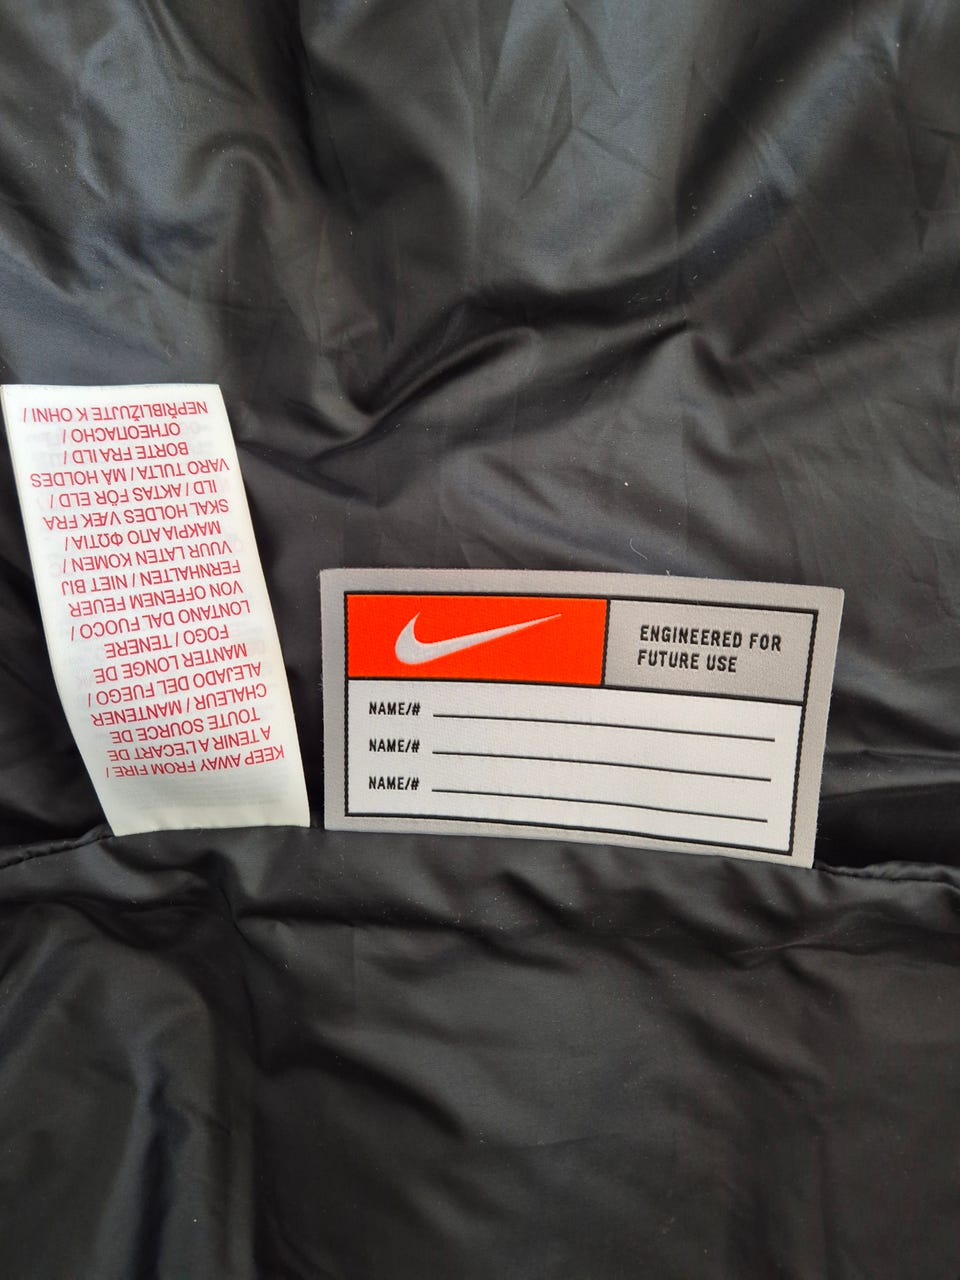 KEEP AWAY FROM FIRE /
A TENIR A L'ECART DE
TOUTE SOURCE DE
CHALEUR / MANTENER
ALEJADO DEL FUEGO /
MANTER LONGE DE
FOGO / TENERE
LONTANO DAL FUOCO /
VON OFFENEM FEUER
FERNHALTEN / NIET BIJ
VUUR LATEN KOMEN /
ΜΑΚΡΙΑ ΑΠΟ ΦΩΤΙΑ /
SKAL HOLDES VÆK FRA
ILD / AKTAS FÖR ELD /
VARO TULTA / MÅ HOLDES
BORTE FRA ILD /
ОГНЕОПАСНО /
NEPŘIBLIŽUJTE K OHNI /
ENGINEERED FOR
FUTURE USE
NAME/#
NAME/#
NAME/#